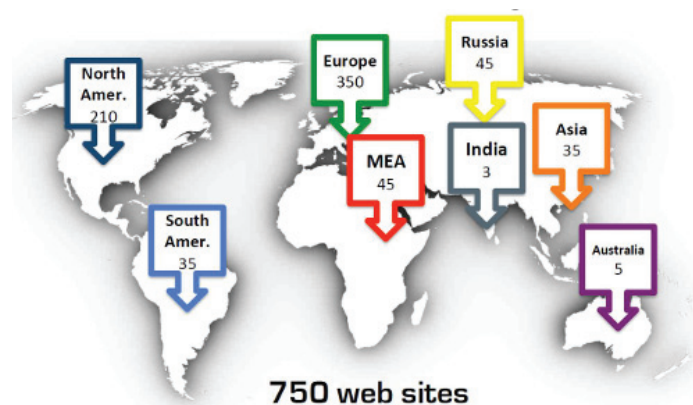 North
Amer.
210
Europe
350
Russia
45
MEA
45
India
3
Asia
35
South
Amer.
35
Australia
5
750 web sites